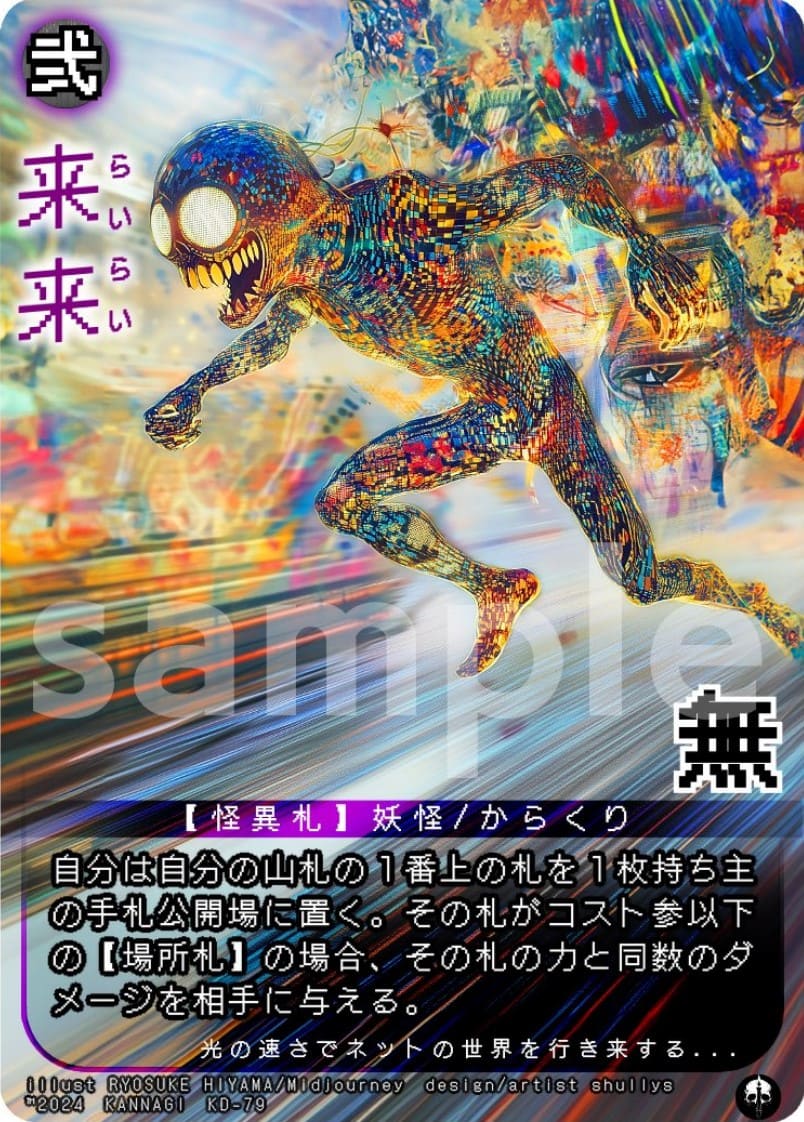 弐
来来
らいらい
sample
無
【怪異札】妖怪/からくり
自分は自分の山札の1番上の札を1枚持ち主
の手札公開場に置く。その札がコスト参以下
の【場所札】の場合、その札の力と同数のダ
メージを相手に与える。
光の速さでネットの世界を行き来する...
illust RYOSUKE HIYAMA/Midjourney design/artist shullys
™2024 KANNAGI KD-79